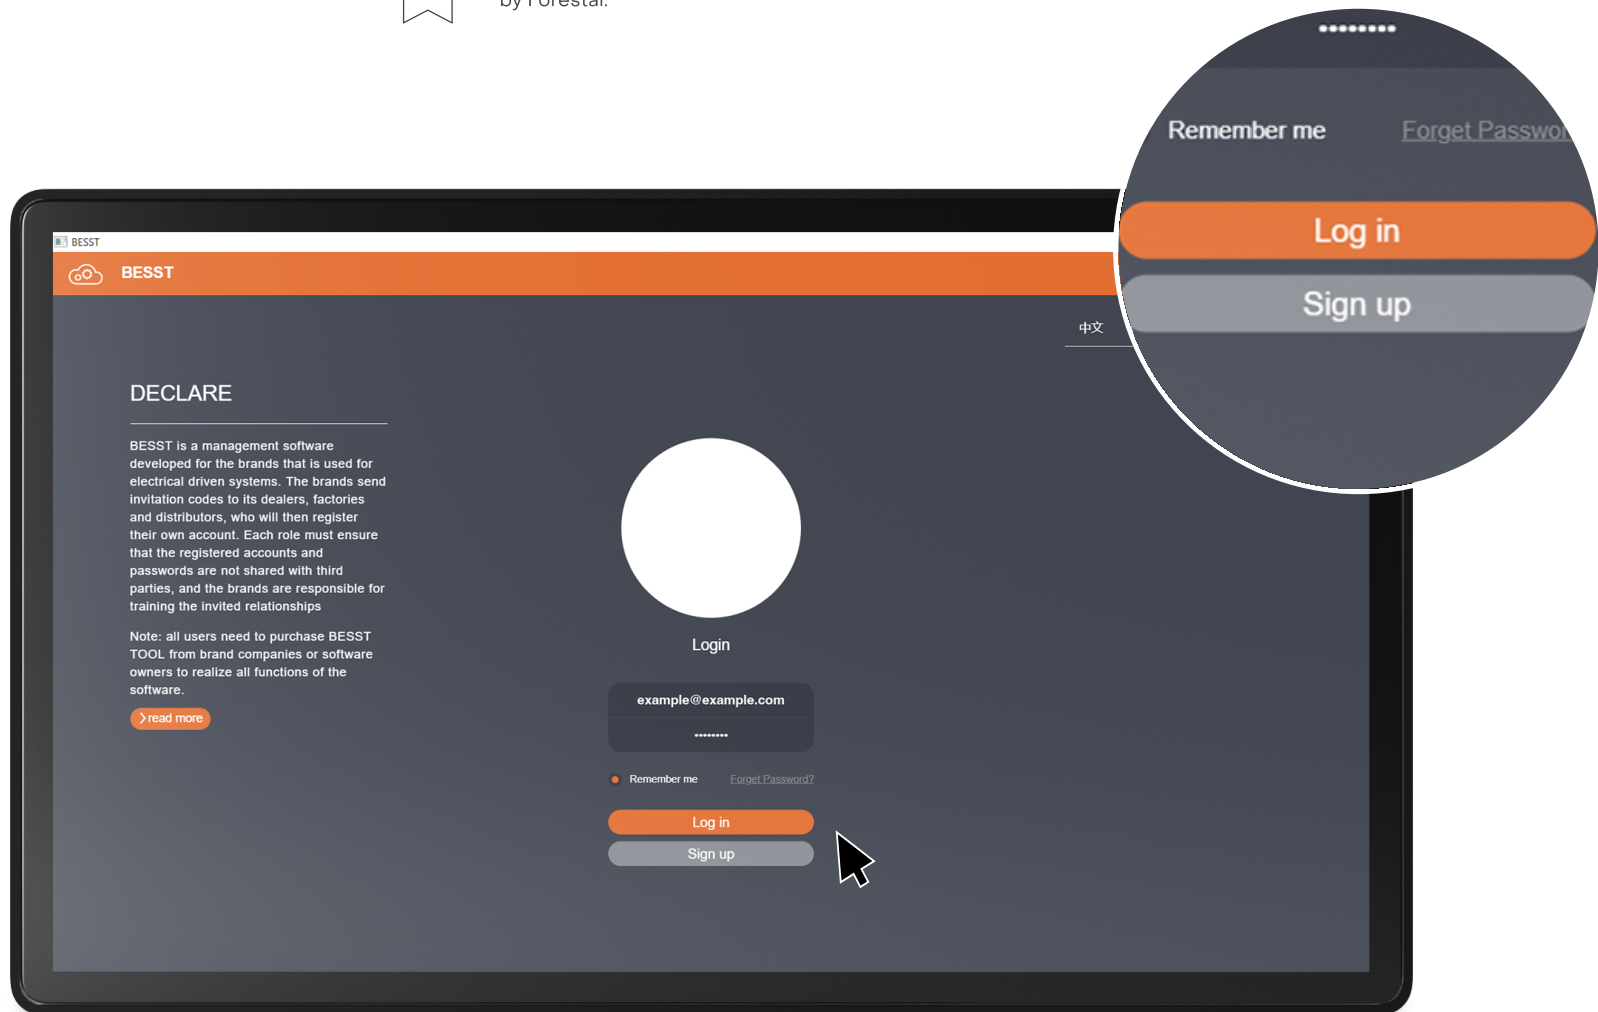 by Forestal.
Remember me
Forget Passwor
Log in
Sign up
BESST
BESST
中文
DECLARE
BESST is a management software
developed for the brands that is used for
electrical driven systems. The brands send
invitation codes to its dealers, factories
and distributors, who will then register
their own account. Each role must ensure
that the registered accounts and
passwords are not shared with third
parties, and the brands are responsible for
training the invited relationships
Note: all users need to purchase BESST
TOOL from brand companies or software
owners to realize all functions of the
software.
read more
Login
example@example.com
Remember me
Forget Password?
Log in
Sign up